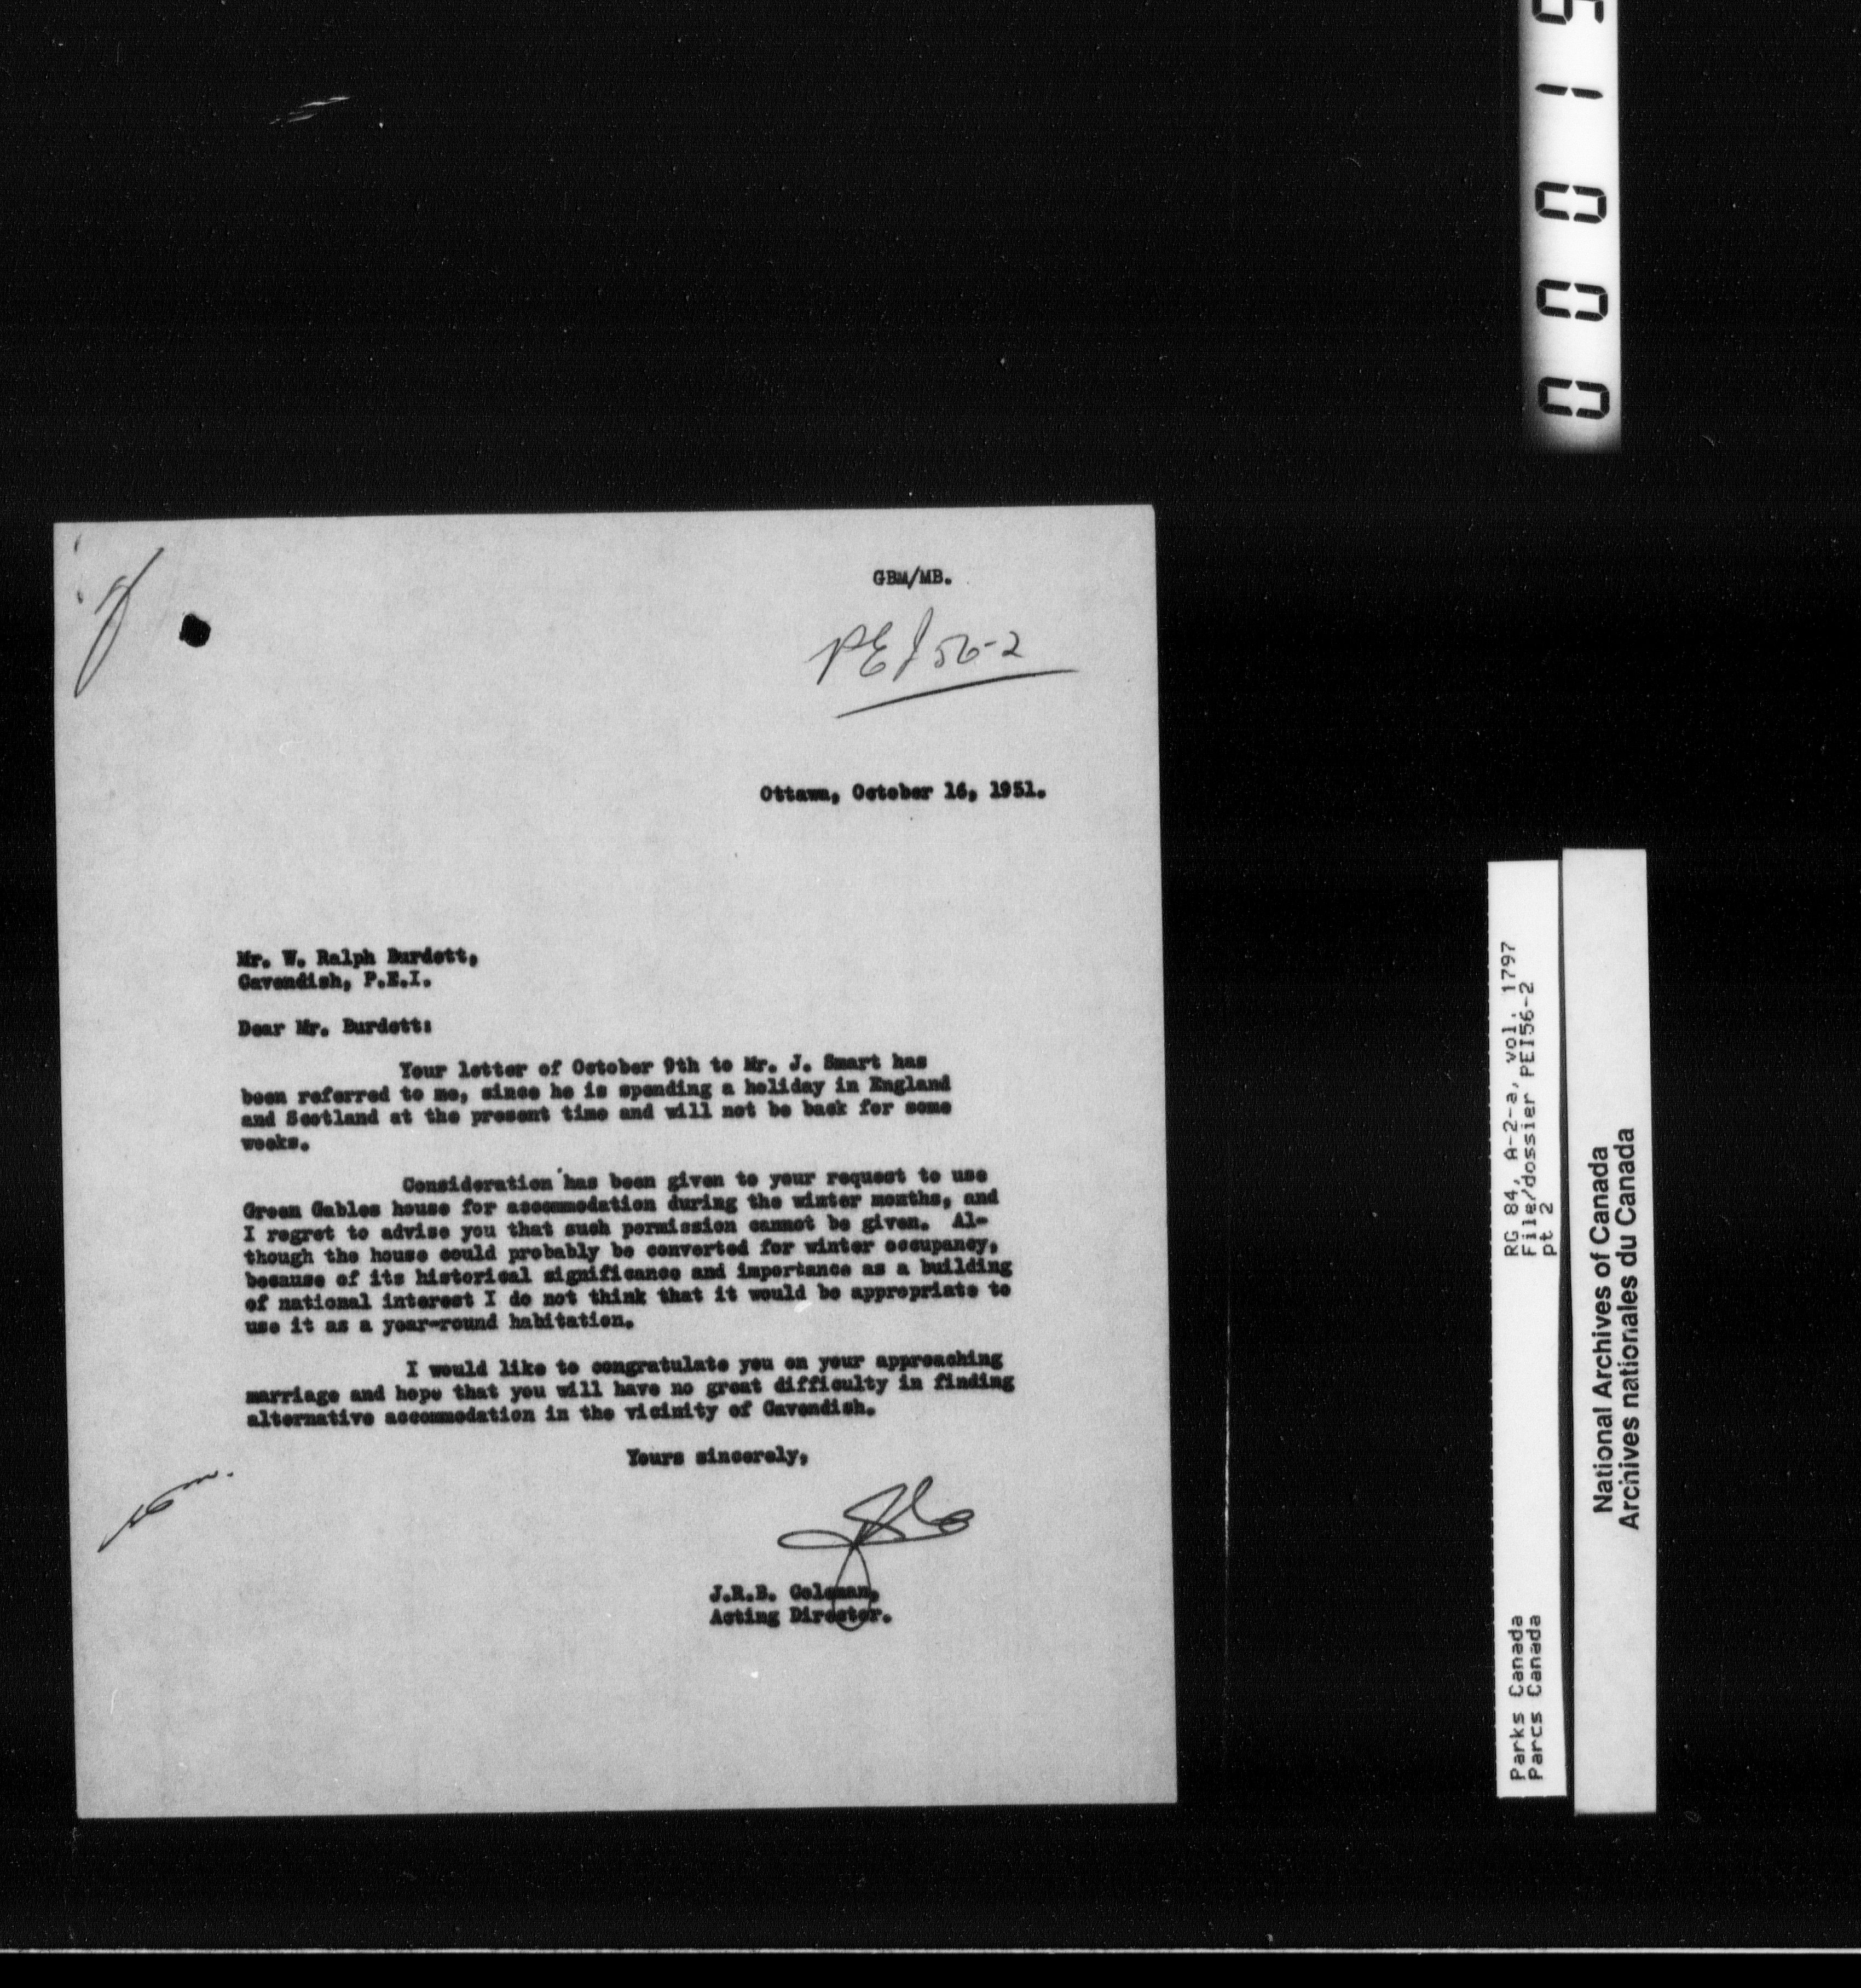 GBM/MB.
PEI 56-2
Ottawa, October 16, 1951.
Mr. W. Ralph Burdett,
Cavendish, P.E.I.
Dear Mr. Burdett:
Your letter of October 9th to Mr. J. Smart has
been referred to me, since he is spending a holiday in England
and Scotland at the present time and will not be back for some
weeks.
Consideration has been given to your request to use
Green Gables house for accommodation during the winter months, and
I regret to advise you that such permission cannot be given. Al-
though the house could probably be converted for winter occupancy,
because of its historical significance and importance as a building
of national interest I do not think that it would be appropriate to
use it as a year-round habitation.
I would like to congratulate you on your approaching
marriage and hope that you will have no great difficulty in finding
alternative accommodation in the vicinity of Cavendish.
Yours sincerely,
J.R.B. Coleman,
Acting Director.
0 0 0 1 5
RG 84, A-2-a, vol. 1797
File/dossier PEI56-2
pt 2
Parks Canada
Parcs Canada
National Archives of Canada
Archives nationales du Canada